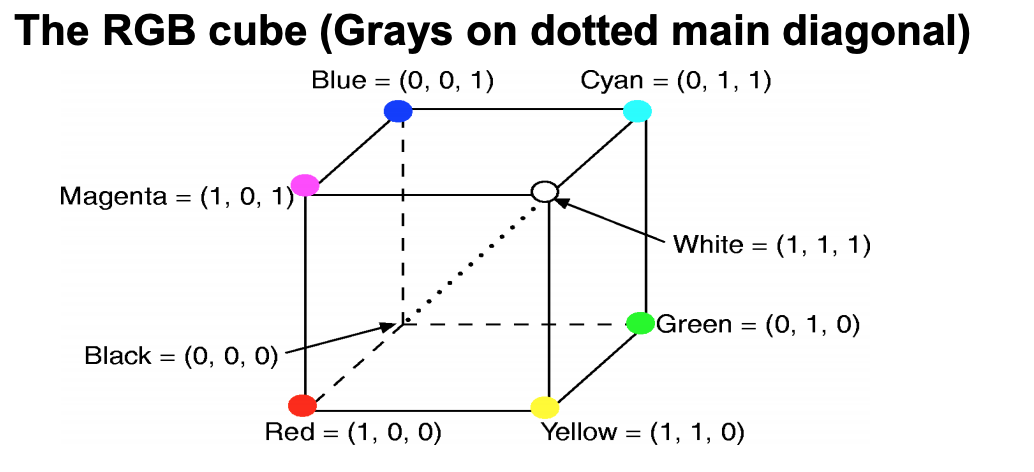 The RGB cube (Grays on dotted main diagonal)
Blue = (0, 0, 1)
Cyan = (0, 1, 1)
Magenta = (1, 0, 1)
White = (1, 1, 1)
Green = (0, 1, 0)
Black = (0, 0, 0)
Red = (1, 0, 0)
Yellow = (1, 1, 0)